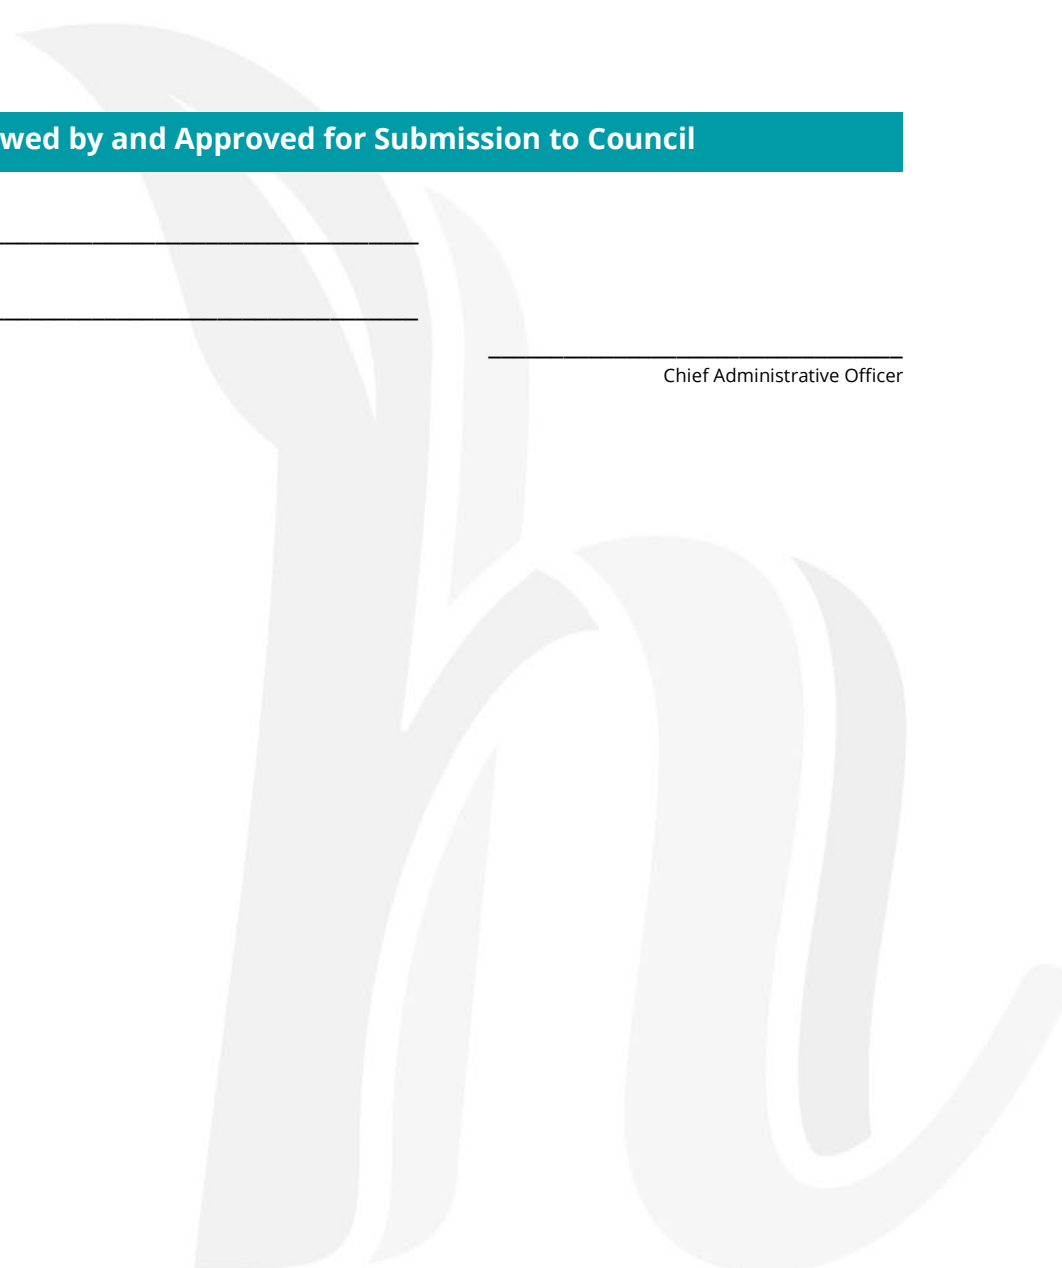 wed by and Approved for Submission to Council
Chief Administrative Officer